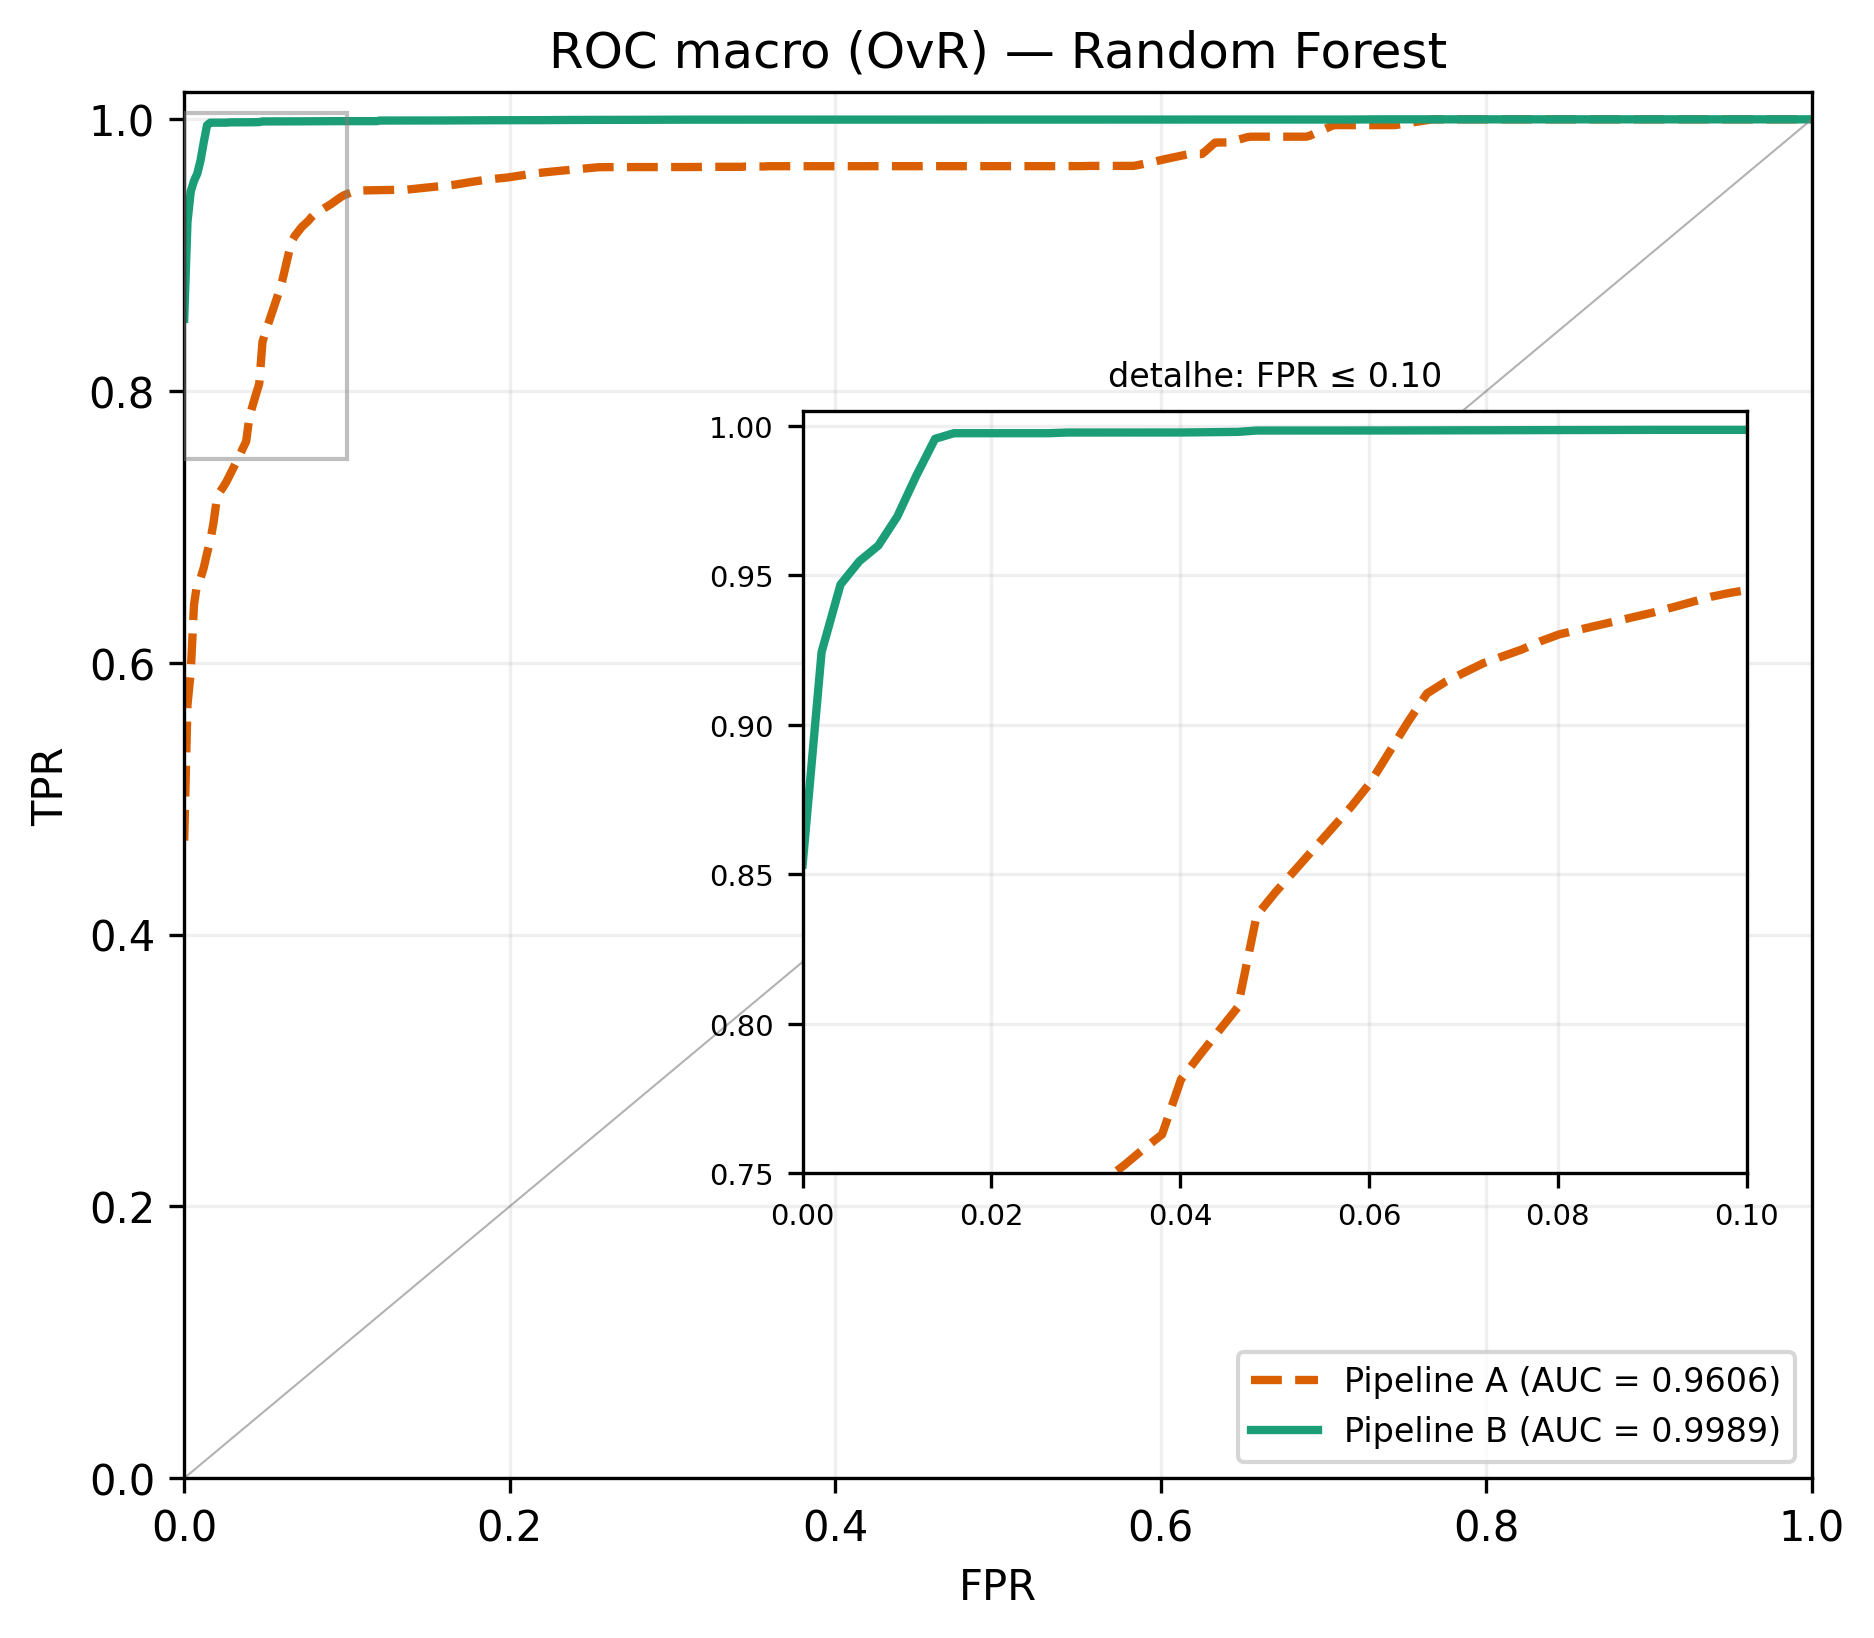 ROC macro (OvR) — Random Forest
1.0
0.8
0.6
0.4
0.2
0.0
TPR
detalhe: FPR ≤ 0.10
1.00
0.95
0.90
0.85
0.80
0.75
0.00 0.02 0.04 0.06 0.08 0.10
Pipeline A (AUC = 0.9606)
Pipeline B (AUC = 0.9989)
0.0 0.2 0.4 0.6 0.8 1.0
FPR